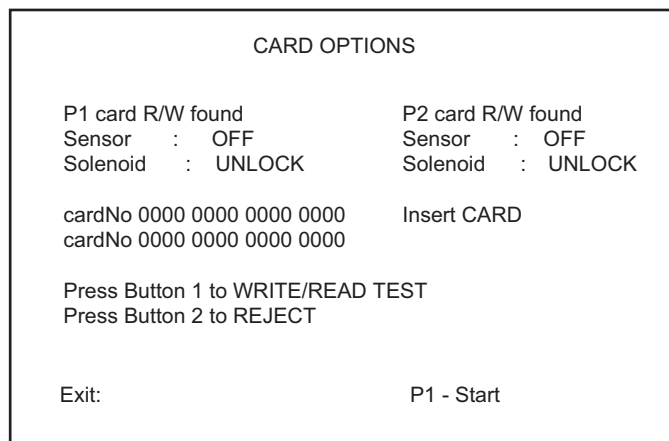 CARD OPTIONS
P1 card R/W found P2 card R/W found
Sensor : OFF Sensor : OFF
Solenoid : UNLOCK Solenoid : UNLOCK
cardNo 0000 0000 0000 0000 Insert CARD
cardNo 0000 0000 0000 0000
Press Button 1 to WRITE/READ TEST
Press Button 2 to REJECT
Exit: P1 - Start